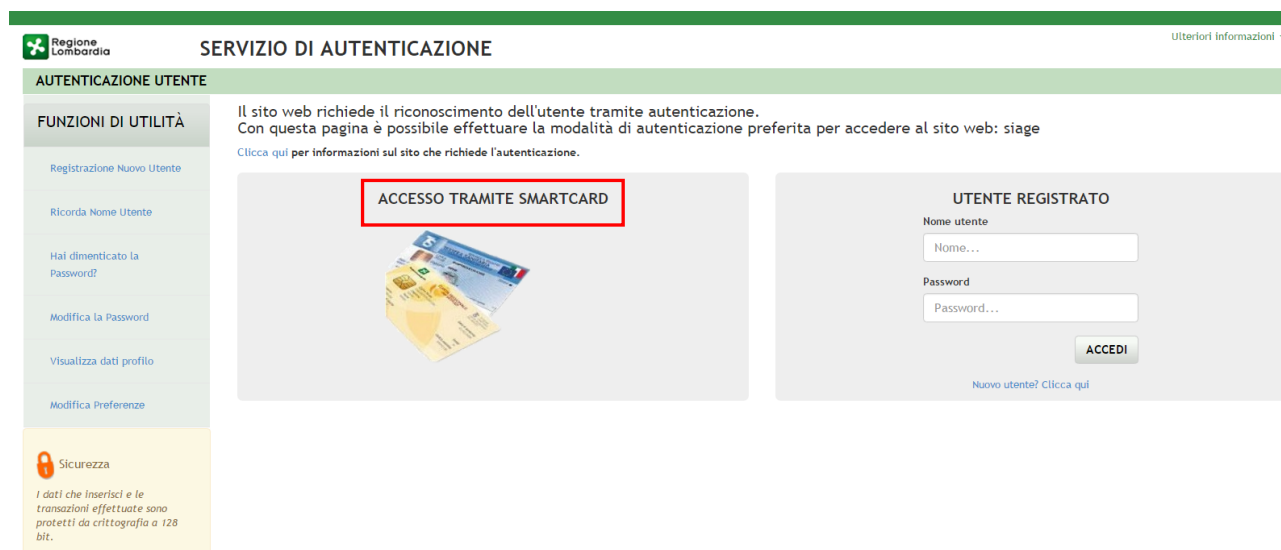 Regione
Lombardia
SERVIZIO DI AUTENTICAZIONE
Ulteriori informazioni
AUTENTICAZIONE UTENTE
FUNZIONI DI UTILITÀ
Registrazione Nuovo Utente
Ricorda Nome Utente
Hai dimenticato la
Password?
Modifica la Password
Visualizza dati profilo
Modifica Preferenze
Sicurezza
I dati che inserisci e le
transazioni effettuate sono
protetti da crittografia a 128
bit.
Il sito web richiede il riconoscimento dell'utente tramite autenticazione.
Con questa pagina è possibile effettuare la modalità di autenticazione preferita per accedere al sito web: siage
Clicca qui per informazioni sul sito che richiede l'autenticazione.
ACCESSO TRAMITE SMARTCARD
UTENTE REGISTRATO
Nome utente
Nome...
Password
Password...
ACCEDI
Nuovo utente? Clicca qui